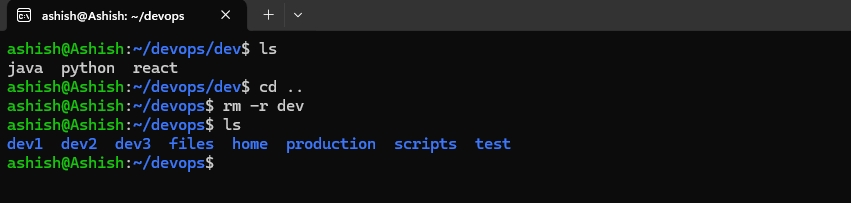 ashish@Ashish: ~/devops
ashish@Ashish:~/devops/dev$ ls
java  python  react
ashish@Ashish:~/devops/dev$ cd ..
ashish@Ashish:~/devops$ rm -r dev
ashish@Ashish:~/devops$ ls
dev1  dev2  dev3  files  home  production  scripts  test
ashish@Ashish:~/devops$